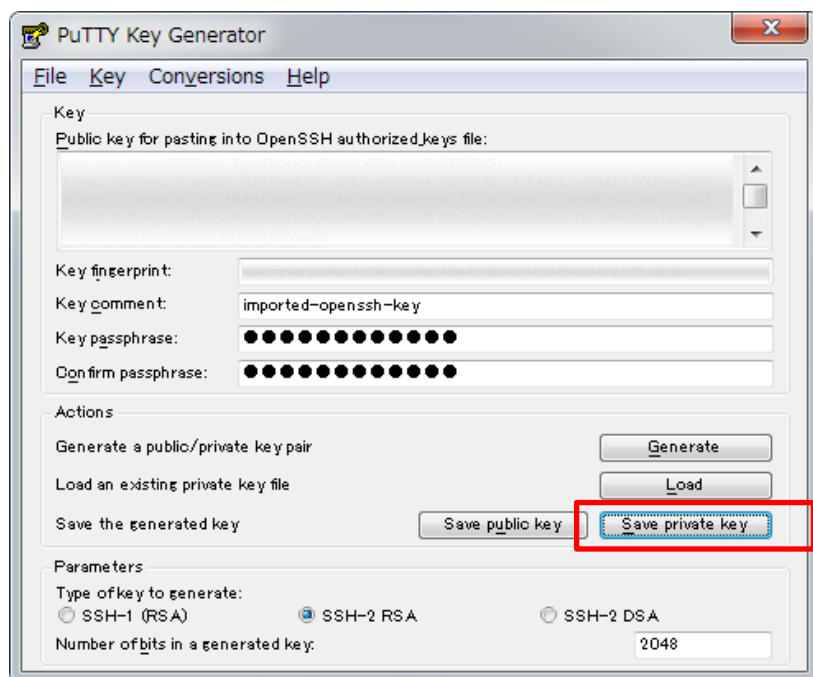 PuTTY Key Generator
File Key Conversions Help
Key
Public key for pasting into OpenSSH authorized_keys file:
Key fingerprint:
Key comment: imported-openssh-key
Key passphrase: ●●●●●●●●●●●●
Confirm passphrase: ●●●●●●●●●●●●
Actions
Generate a public/private key pair Generate
Load an existing private key file Load
Save the generated key Save public key Save private key
Parameters
Type of key to generate:
SSH-1 (RSA) SSH-2 RSA SSH-2 DSA
Number of bits in a generated key: 2048